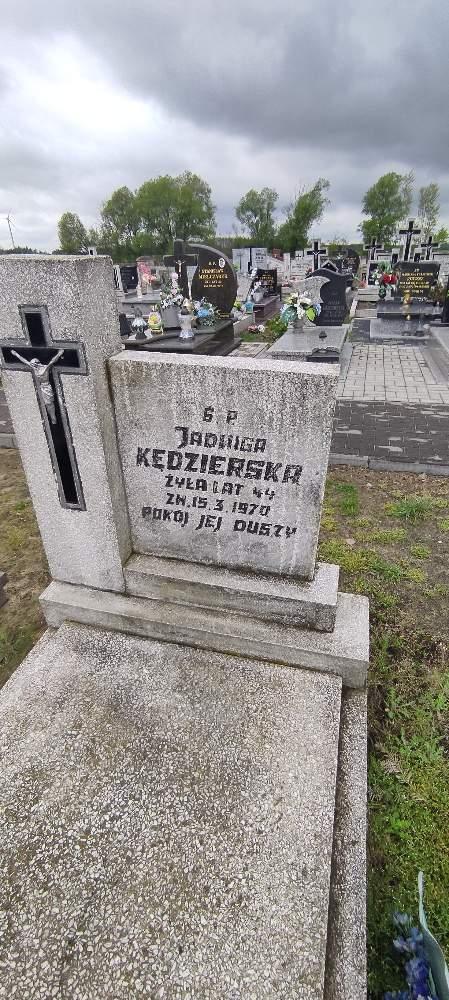 Ś P.
JADWIGA
KĘDZIERSKA
ŻYŁA LAT 44
ZM. 15.3.1970
POKÓJ JEJ DUSZY